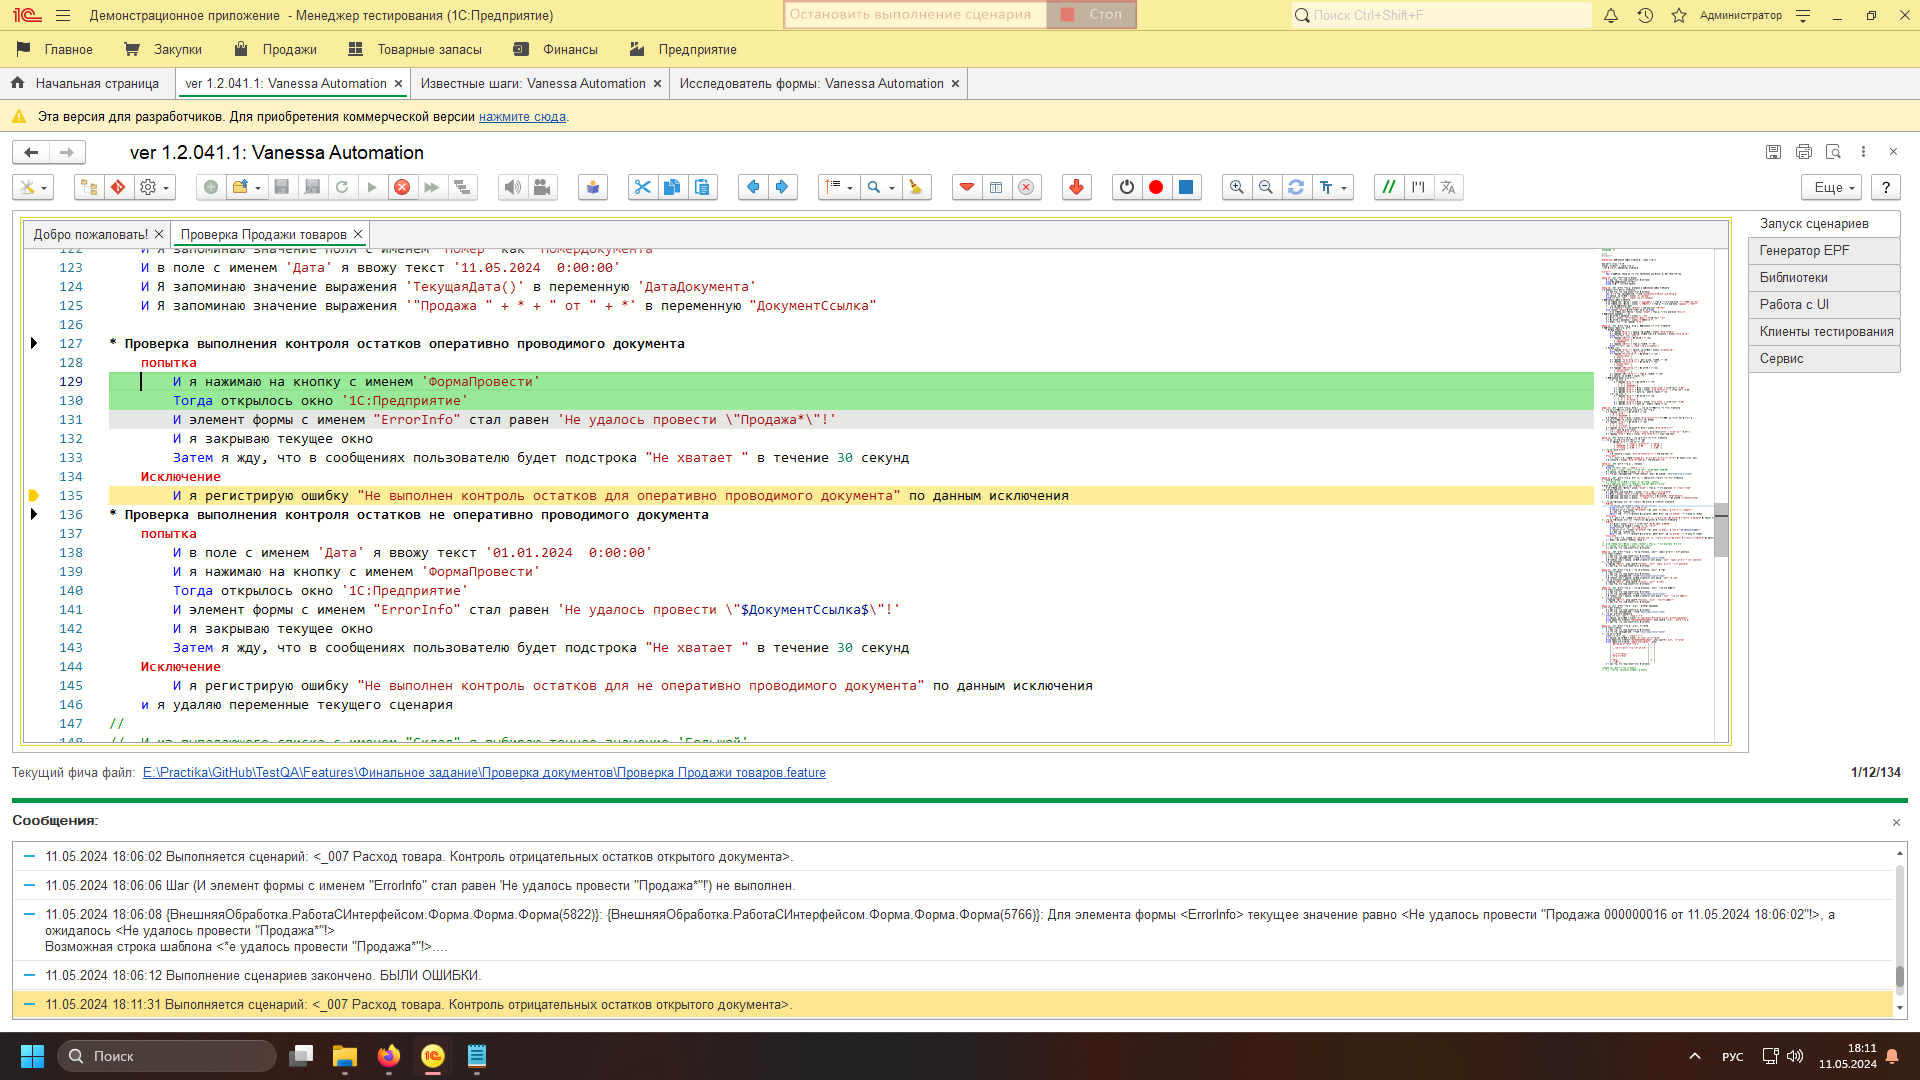 Демонстрационное приложение - Менеджер тестирования (1С:Предприятие)
Остановить выполнение сценария
Стоп
Поиск Ctrl+Shift+F
Администратор
Главное
Закупки
Продажи
Товарные запасы
Финансы
Предприятие
Начальная страница
ver 1.2.041.1: Vanessa Automation
Известные шаги: Vanessa Automation
Исследователь формы: Vanessa Automation
Эта версия для разработчиков. Для приобретения коммерческой версии нажмите сюда.
ver 1.2.041.1: Vanessa Automation
Еще
?
Добро пожаловать!
Проверка Продажи товаров
Запуск сценариев
Генератор EPF
Библиотеки
Работа с UI
Клиенты тестирования
Сервис
122 И Я запоминаю значение поля с именем "Номер" как "НомерДокумента"
123 И в поле с именем 'Дата' я ввожу текст '11.05.2024  0:00:00'
124 И Я запоминаю значение выражения 'ТекущаяДата()' в переменную 'ДатаДокумента'
125 И Я запоминаю значение выражения '"Продажа " + * + " от " + *' в переменную "ДокументСсылка"
126
127 * Проверка выполнения контроля остатков оперативно проводимого документа
128 попытка
129 И я нажимаю на кнопку с именем 'ФормаПровести'
130 Тогда открылось окно '1С:Предприятие'
131 И элемент формы с именем "ErrorInfo" стал равен 'Не удалось провести \"Продажа*\"!'
132 И я закрываю текущее окно
133 Затем я жду, что в сообщениях пользователю будет подстрока "Не хватает " в течение 30 секунд
134 Исключение
135 И я регистрирую ошибку "Не выполнен контроль остатков для оперативно проводимого документа" по данным исключения
136 * Проверка выполнения контроля остатков не оперативно проводимого документа
137 попытка
138 И в поле с именем 'Дата' я ввожу текст '01.01.2024  0:00:00'
139 И я нажимаю на кнопку с именем 'ФормаПровести'
140 Тогда открылось окно '1С:Предприятие'
141 И элемент формы с именем "ErrorInfo" стал равен 'Не удалось провести \"$ДокументСсылка$\"!'
142 И я закрываю текущее окно
143 Затем я жду, что в сообщениях пользователю будет подстрока "Не хватает " в течение 30 секунд
144 Исключение
145 И я регистрирую ошибку "Не выполнен контроль остатков для не оперативно проводимого документа" по данным исключения
146 и я удаляю переменные текущего сценария
147 //
148 // И из выпадающего списка с именем "Склад" я выбираю точное значение 'Большой'
Текущий фича файл: E:\Practika\GitHub\TestQA\Features\Финальное задание\Проверка документов\Проверка Продажи товаров.feature
1/12/134
Сообщения:
11.05.2024 18:06:02 Выполняется сценарий: <_007 Расход товара. Контроль отрицательных остатков открытого документа>.
11.05.2024 18:06:06 Шаг (И элемент формы с именем "ErrorInfo" стал равен 'Не удалось провести "Продажа*"!') не выполнен.
11.05.2024 18:06:08 {ВнешняяОбработка.РаботаСИнтерфейсом.Форма.Форма.Форма(5822)}: {ВнешняяОбработка.РаботаСИнтерфейсом.Форма.Форма.Форма(5766)}: Для элемента формы <ErrorInfo> текущее значение равно <Не удалось провести "Продажа 000000016 от 11.05.2024 18:06:02"!>, а
ожидалось <Не удалось провести "Продажа*"!>
Возможная строка шаблона <*е удалось провести "Продажа*"!>....
11.05.2024 18:06:12 Выполнение сценариев закончено. БЫЛИ ОШИБКИ.
11.05.2024 18:11:31 Выполняется сценарий: <_007 Расход товара. Контроль отрицательных остатков открытого документа>.
Поиск
РУС
18:11
11.05.2024